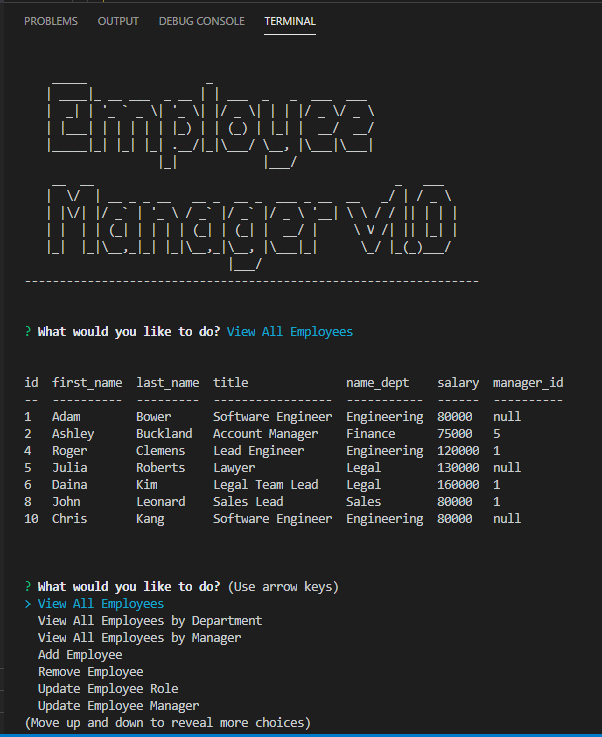 PROBLEMS OUTPUT DEBUG CONSOLE TERMINAL
Employee
Manager v1.0
-----------------------------------------------------------------
? What would you like to do? View All Employees
id first_name last_name title name_dept salary manager_id
-- ---------- --------- ----------------- ----------- ------ ----------
1 Adam Bower Software Engineer Engineering 80000 null
2 Ashley Buckland Account Manager Finance 75000 5
4 Roger Clemens Lead Engineer Engineering 120000 1
5 Julia Roberts Lawyer Legal 130000 null
6 Daina Kim Legal Team Lead Legal 160000 1
8 John Leonard Sales Lead Sales 80000 1
10 Chris Kang Software Engineer Engineering 80000 null
? What would you like to do? (Use arrow keys)
> View All Employees
View All Employees by Department
View All Employees by Manager
Add Employee
Remove Employee
Update Employee Role
Update Employee Manager
(Move up and down to reveal more choices)